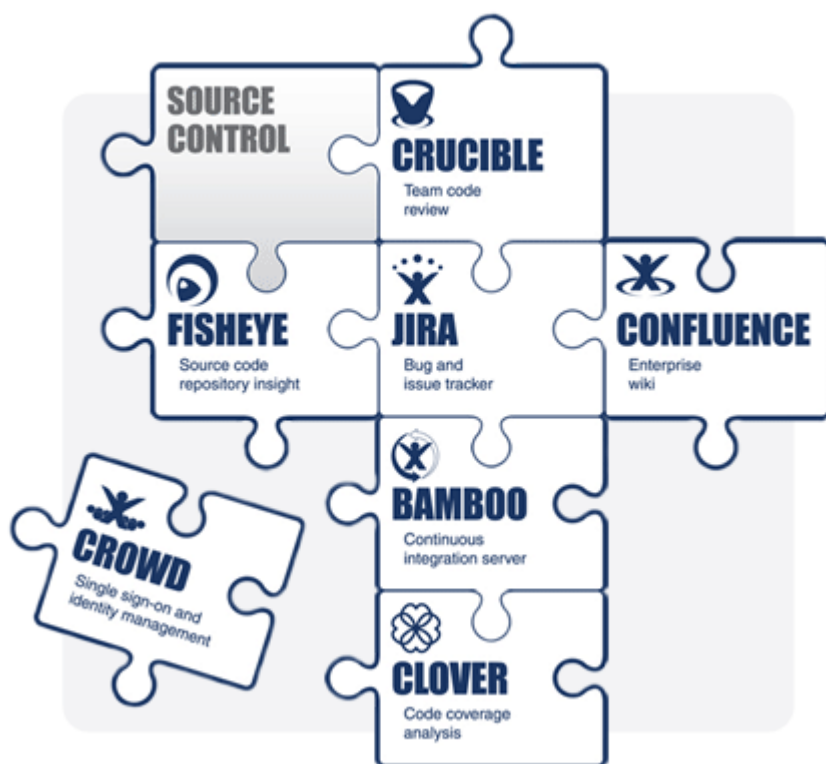 SOURCE
CONTROL
CRUCIBLE
Team code
review
FISHEYE
Source code
repository insight
JIRA
Bug and
issue tracker
CONFLUENCE
Enterprise
wiki
CROWD
Single sign-on and
identity management
BAMBOO
Continuous
integration server
CLOVER
Code coverage
analysis